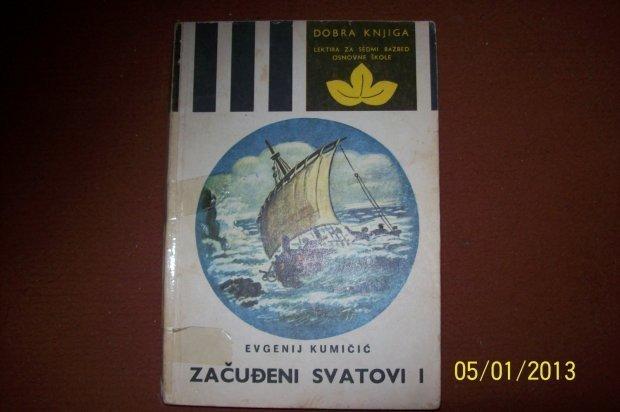 DOBRA KNJIGA
LEKTIRA ZA SEDMI RAZRED
OSNOVNE ŠKOLE
EVGENIJ KUMIČIĆ
ZAČUĐENI SVATOVI I
05/01/2013